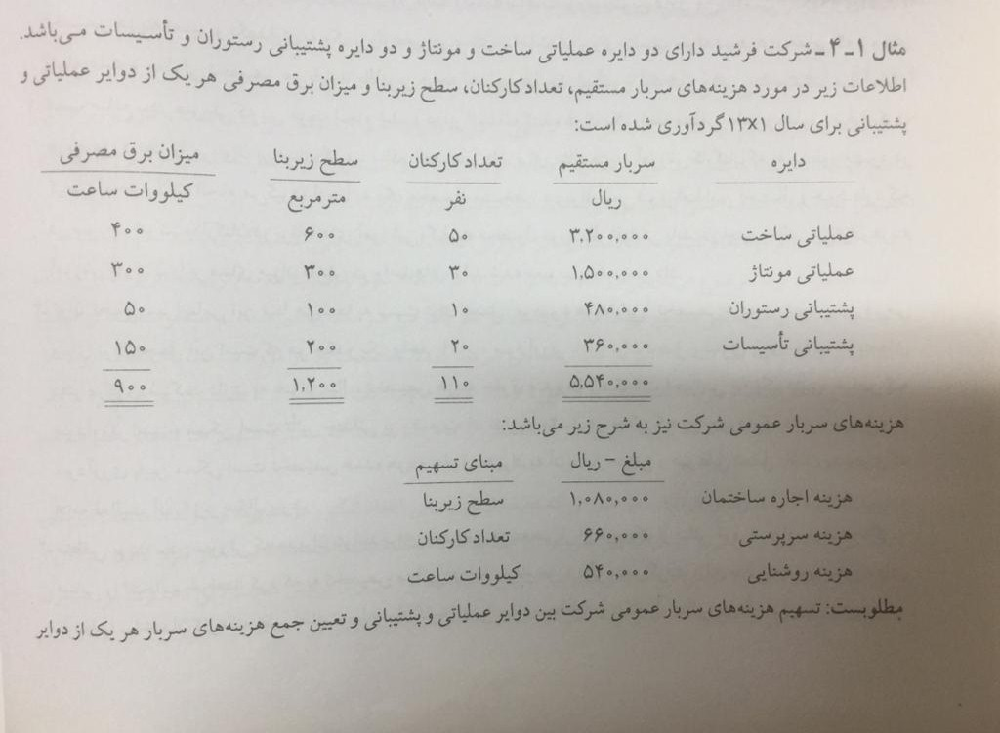 مثال ۱ـ۴ـ شرکت فرشید دارای دو دایره عملیاتی ساخت و مونتاژ و دو دایره پشتیبانی رستوران و تأسیسات می‌باشد.
اطلاعات زیر در مورد هزینه‌های سربار مستقیم، تعداد کارکنان، سطح زیربنا و میزان برق مصرفی هر یک از دوایر عملیاتی و
پشتیبانی برای سال ۱۳X۱ گردآوری شده است:
دایره سربار مستقیم تعداد کارکنان سطح زیربنا میزان برق مصرفی
ریال نفر مترمربع کیلووات ساعت
عملیاتی ساخت ۳,۲۰۰,۰۰۰ ۵۰ ۶۰۰ ۴۰۰
عملیاتی مونتاژ ۱,۵۰۰,۰۰۰ ۳۰ ۳۰۰ ۳۰۰
پشتیبانی رستوران ۴۸۰,۰۰۰ ۱۰ ۱۰۰ ۵۰
پشتیبانی تأسیسات ۳۶۰,۰۰۰ ۲۰ ۲۰۰ ۱۵۰
۵,۵۴۰,۰۰۰ ۱۱۰ ۱,۲۰۰ ۹۰۰
هزینه‌های سربار عمومی شرکت نیز به شرح زیر می‌باشد:
مبلغ – ریال مبنای تسهیم
هزینه اجاره ساختمان ۱,۰۸۰,۰۰۰ سطح زیربنا
هزینه سرپرستی ۶۶۰,۰۰۰ تعداد کارکنان
هزینه روشنایی ۵۴۰,۰۰۰ کیلووات ساعت
مطلوبست: تسهیم هزینه‌های سربار عمومی شرکت بین دوایر عملیاتی و پشتیبانی و تعیین جمع هزینه‌های سربار هر یک از دوایر